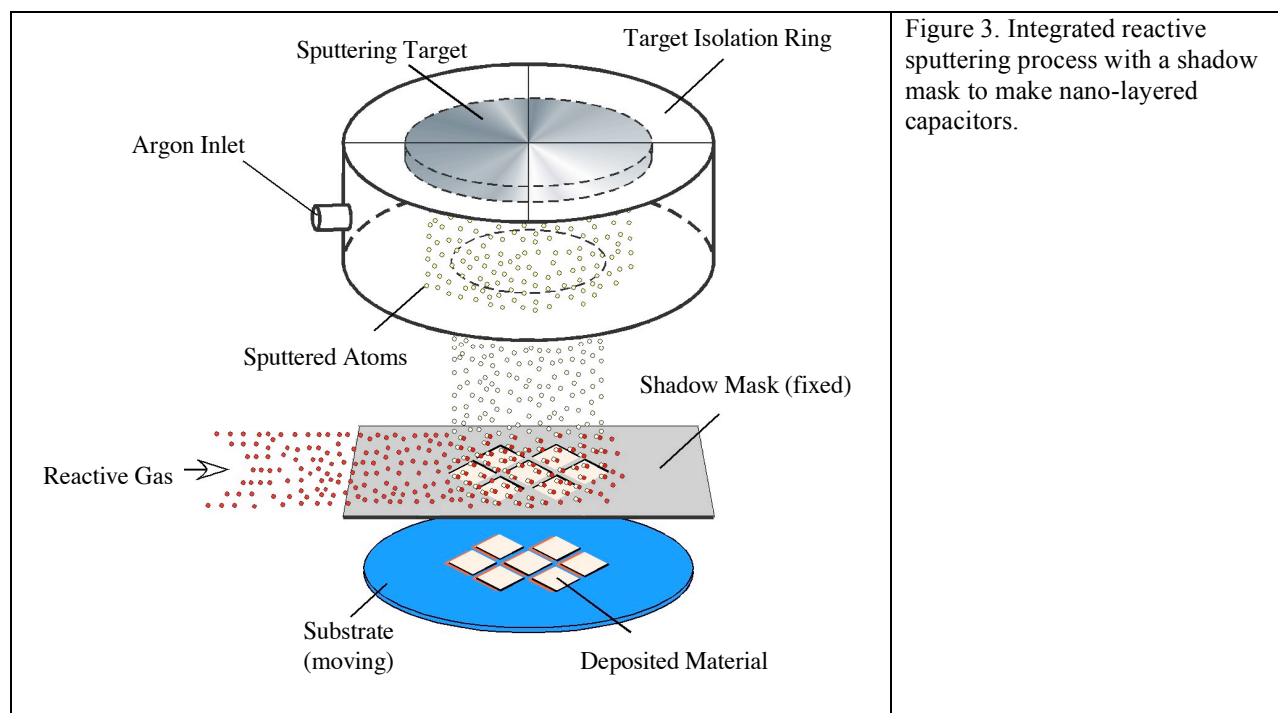 Sputtering Target
Target Isolation Ring
Argon Inlet
Sputtered Atoms
Shadow Mask (fixed)
Reactive Gas
Substrate
(moving)
Deposited Material
Figure 3. Integrated reactive
sputtering process with a shadow
mask to make nano-layered
capacitors.